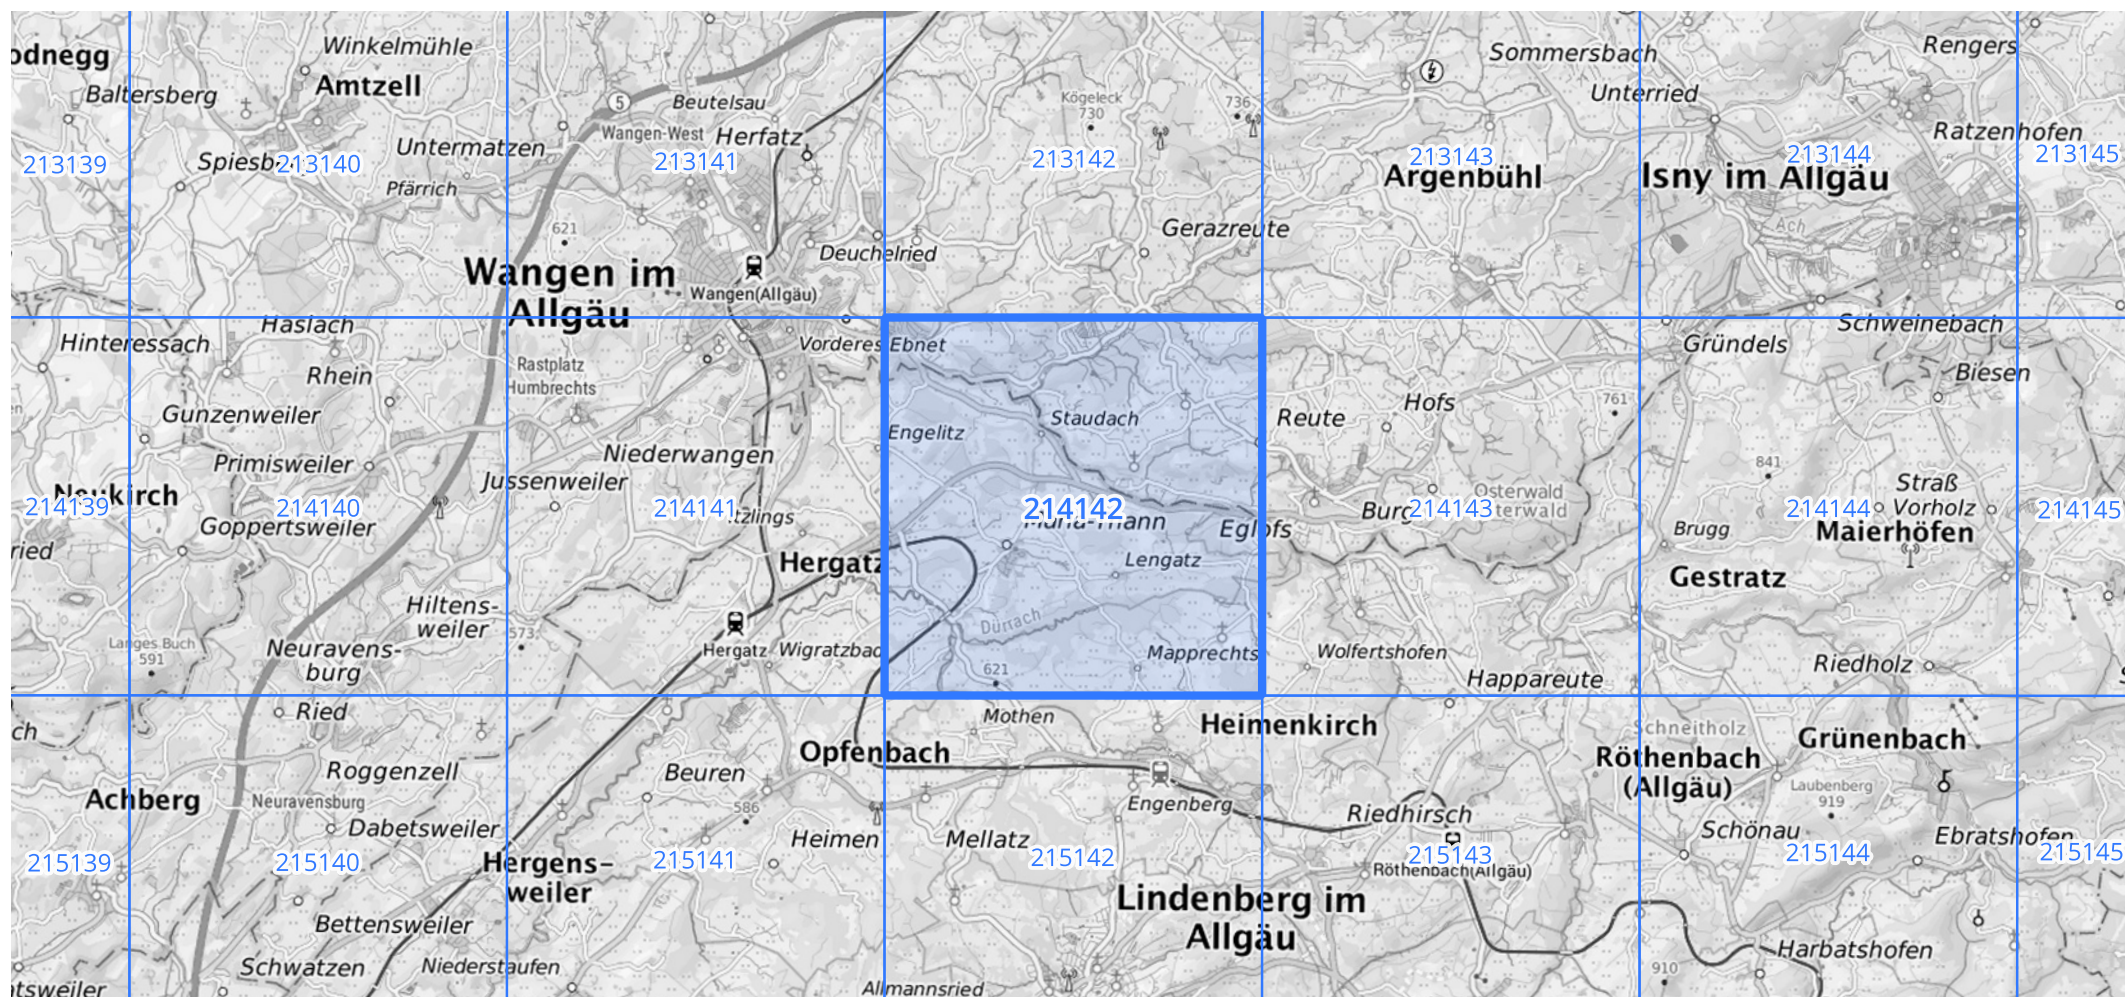 odnegg
Winkelmühle
Amtzell
Baltersberg
Untermatzen
213139
213140
Pfärrich
5
Beutelsau
Wangen-West
Herfatz
213141
621
Wangen im
Allgäu
Wangen(Allgäu)
Deuchelried
Kögeleck
730
736
213142
Gerazreute
Sommersbach
Unterried
213143
Argenbühl
Rengers
Ratzenhofen
213144
213145
Isny im Allgäu
Ach
Hinteressach
Haslach
Rhein
Gunzenweiler
Primisweiler
Neukirch
214139
214140
Goppertsweiler
ried
Langes Buch
591
Hiltens-
weiler
Neuravens-
burg
Rastplatz
Humbrechts
Vorderes Ebnet
Niederwangen
Jussenweiler
214141
Hergatz
573
Hergatz
Wigratzbad
Engelitz
Staudach
214142
Eglofs
Lengatz
Dürrach
Mapprechts
621
Reute
Hofs
761
Osterwald
Burg
214143
Wolfertshofen
Happareute
Gründels
Schweinebach
Biesen
841
Straß
Vorholz
214144
214145
Brugg
Maierhöfen
Gestratz
Riedholz
ch
Ried
Roggenzell
Achberg
Neuravensburg
Dabetsweiler
215139
215140
Bettensweiler
Schwatzen
atsweiler
Opfenbach
Beuren
586
Heimen
215141
Hergens-
weiler
Niederstaufen
Mothen
Heimenkirch
Engenberg
Mellatz
215142
Lindenberg im
Allgäu
Allmannsried
Riedhirsch
215143
Röthenbach(Allgäu)
Schneitholz
Röthenbach
(Allgäu)
Grünenbach
Laubenberg
919
Schönau
Ebratshofen
215144
215145
Harbatshofen
910